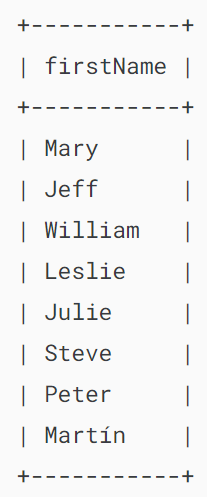 +-----------+
| firstName |
+-----------+
| Mary      |
| Jeff      |
| William   |
| Leslie    |
| Julie     |
| Steve     |
| Peter     |
| Martín    |
+-----------+